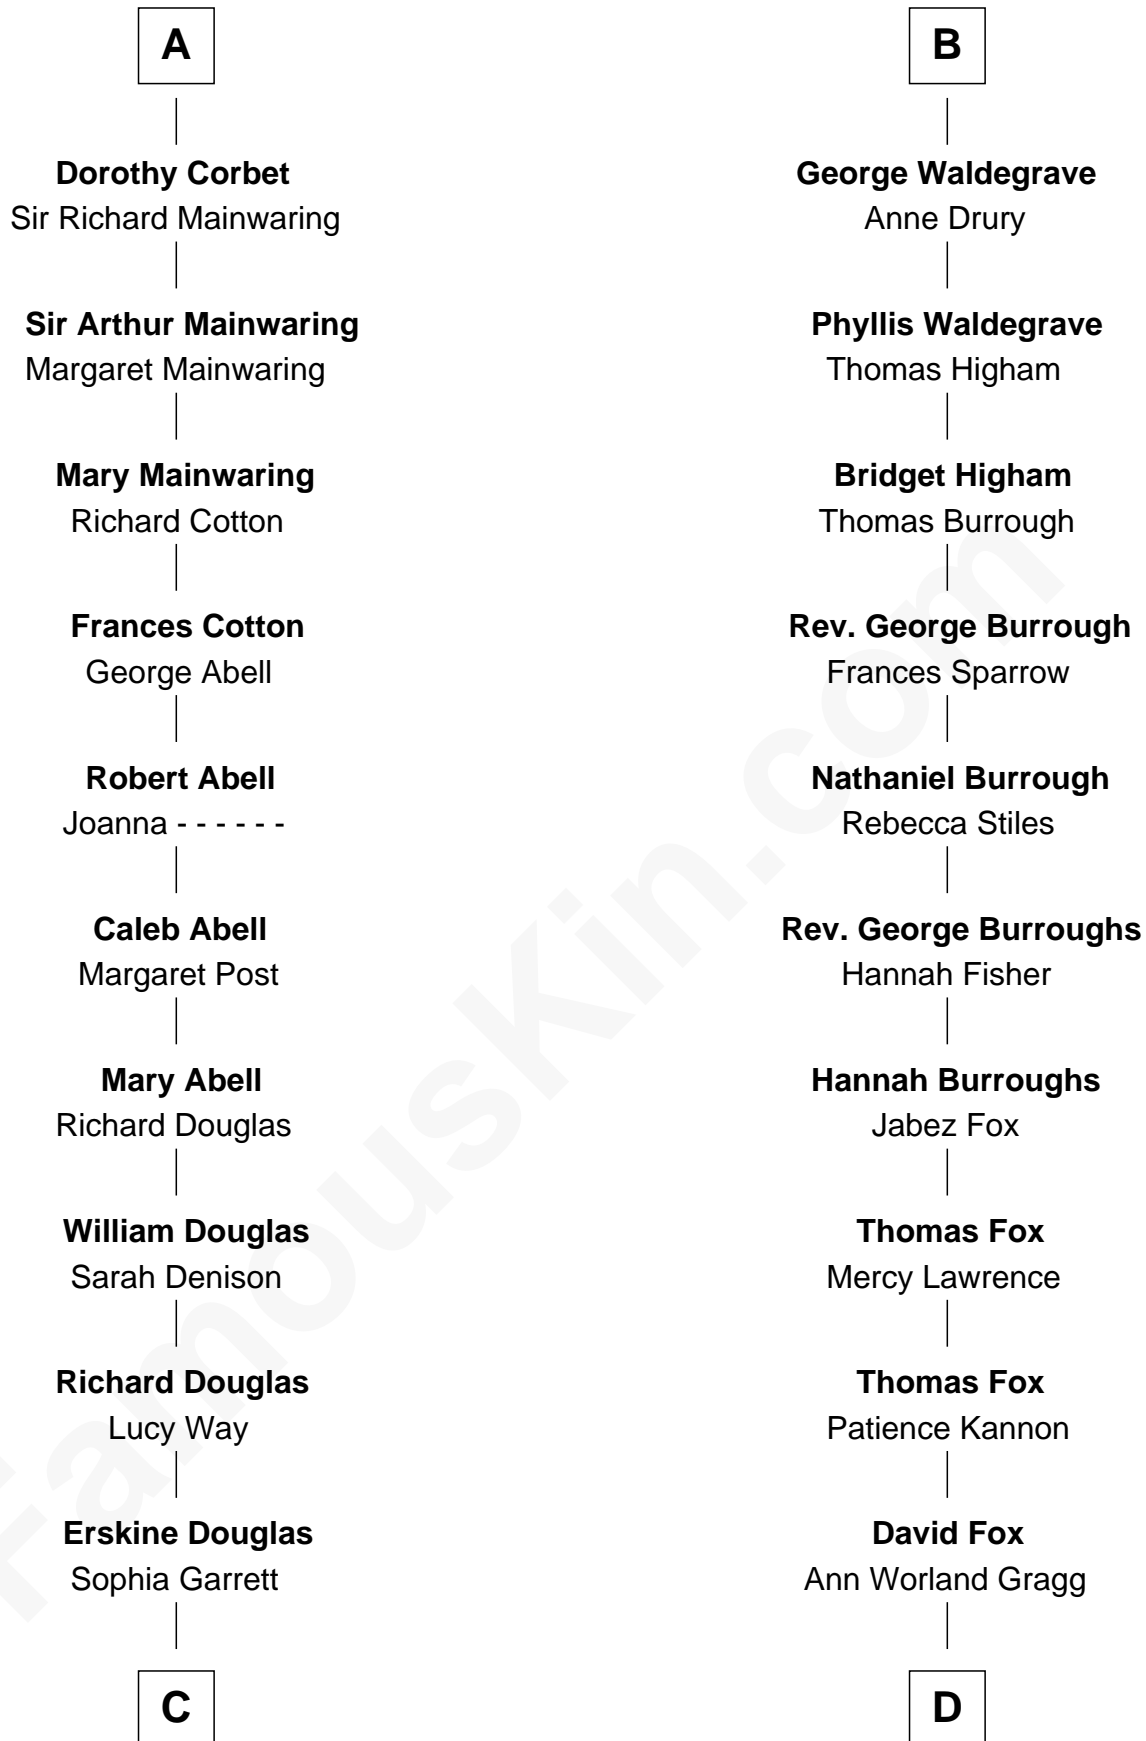 A
Dorothy Corbet
Sir Richard Mainwaring
Sir Arthur Mainwaring
Margaret Mainwaring
Mary Mainwaring
Richard Cotton
Frances Cotton
George Abell
Robert Abell
Joanna - - - - - -
Caleb Abell
Margaret Post
Mary Abell
Richard Douglas
William Douglas
Sarah Denison
Richard Douglas
Lucy Way
Erskine Douglas
Sophia Garrett
C
B
George Waldegrave
Anne Drury
Phyllis Waldegrave
Thomas Higham
Bridget Higham
Thomas Burrough
Rev. George Burrough
Frances Sparrow
Nathaniel Burrough
Rebecca Stiles
Rev. George Burroughs
Hannah Fisher
Hannah Burroughs
Jabez Fox
Thomas Fox
Mercy Lawrence
Thomas Fox
Patience Kannon
David Fox
Ann Worland Gragg
D
FamousKin.com